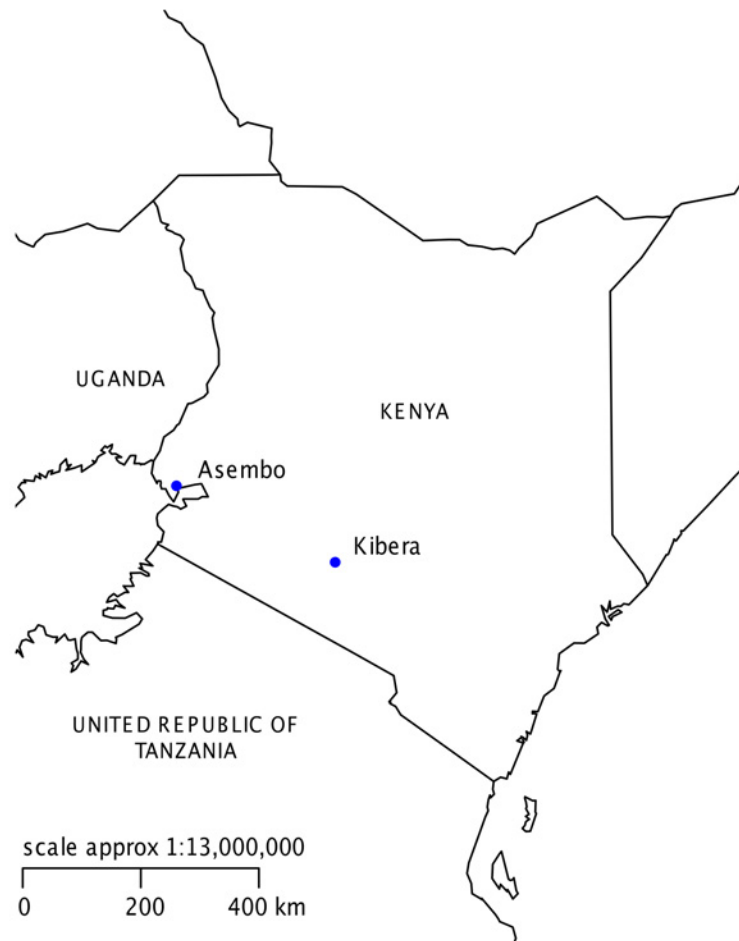 UGANDA
KENYA
Asembo
Kibera
UNITED REPUBLIC OF
TANZANIA
scale approx 1:13,000,000
0 200 400 km